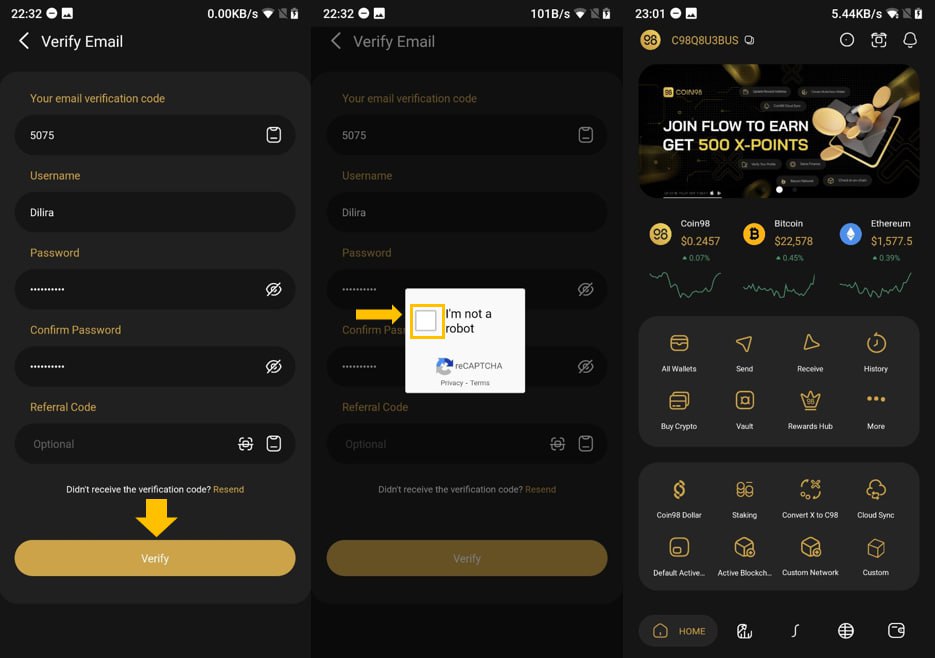 22:32
0.00KB/s
Verify Email
Your email verification code
5075
Username
Dilira
Password
••••••••••
Confirm Password
••••••••••
Referral Code
Optional
Didn't receive the verification code? Resend
Verify
22:32
101B/s
Verify Email
Your email verification code
5075
Username
Dilira
Password
••••••••••
Confirm Pas
I'm not a
robot
reCAPTCHA
Privacy - Terms
Referral Code
Optional
Didn't receive the verification code? Resend
Verify
23:01
5.44KB/s
98
C98Q8U3BUS
COIN98
JOIN FLOW TO EARN
GET 500 X-POINTS
Coin98
$0.2457
0.07%
Bitcoin
$22,578
0.45%
Ethereum
$1,577.5
0.39%
All Wallets
Send
Receive
History
Buy Crypto
Vault
Rewards Hub
More
Coin98 Dollar
Staking
Convert X to C98
Cloud Sync
Default Active...
Active Blockch...
Custom Network
Custom
HOME